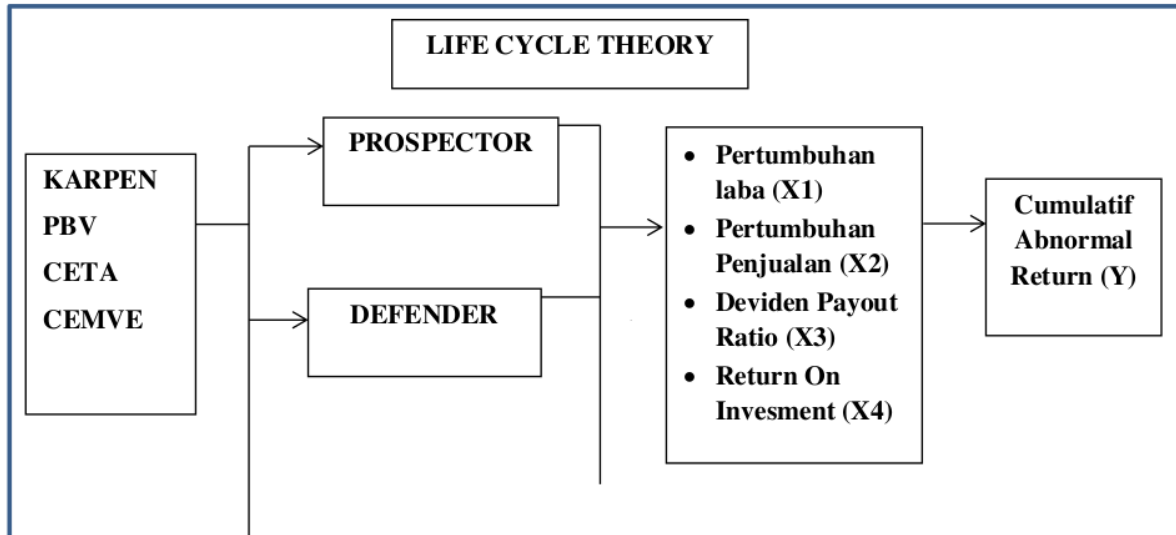 LIFE CYCLE THEORY
KARPEN
PBV
CETA
CEMVE
PROSPECTOR
DEFENDER
• Pertumbuhan
laba (X1)
• Pertumbuhan
Penjualan (X2)
• Deviden Payout
Ratio (X3)
• Return On
Invesment (X4)
Cumulatif
Abnormal
Return (Y)